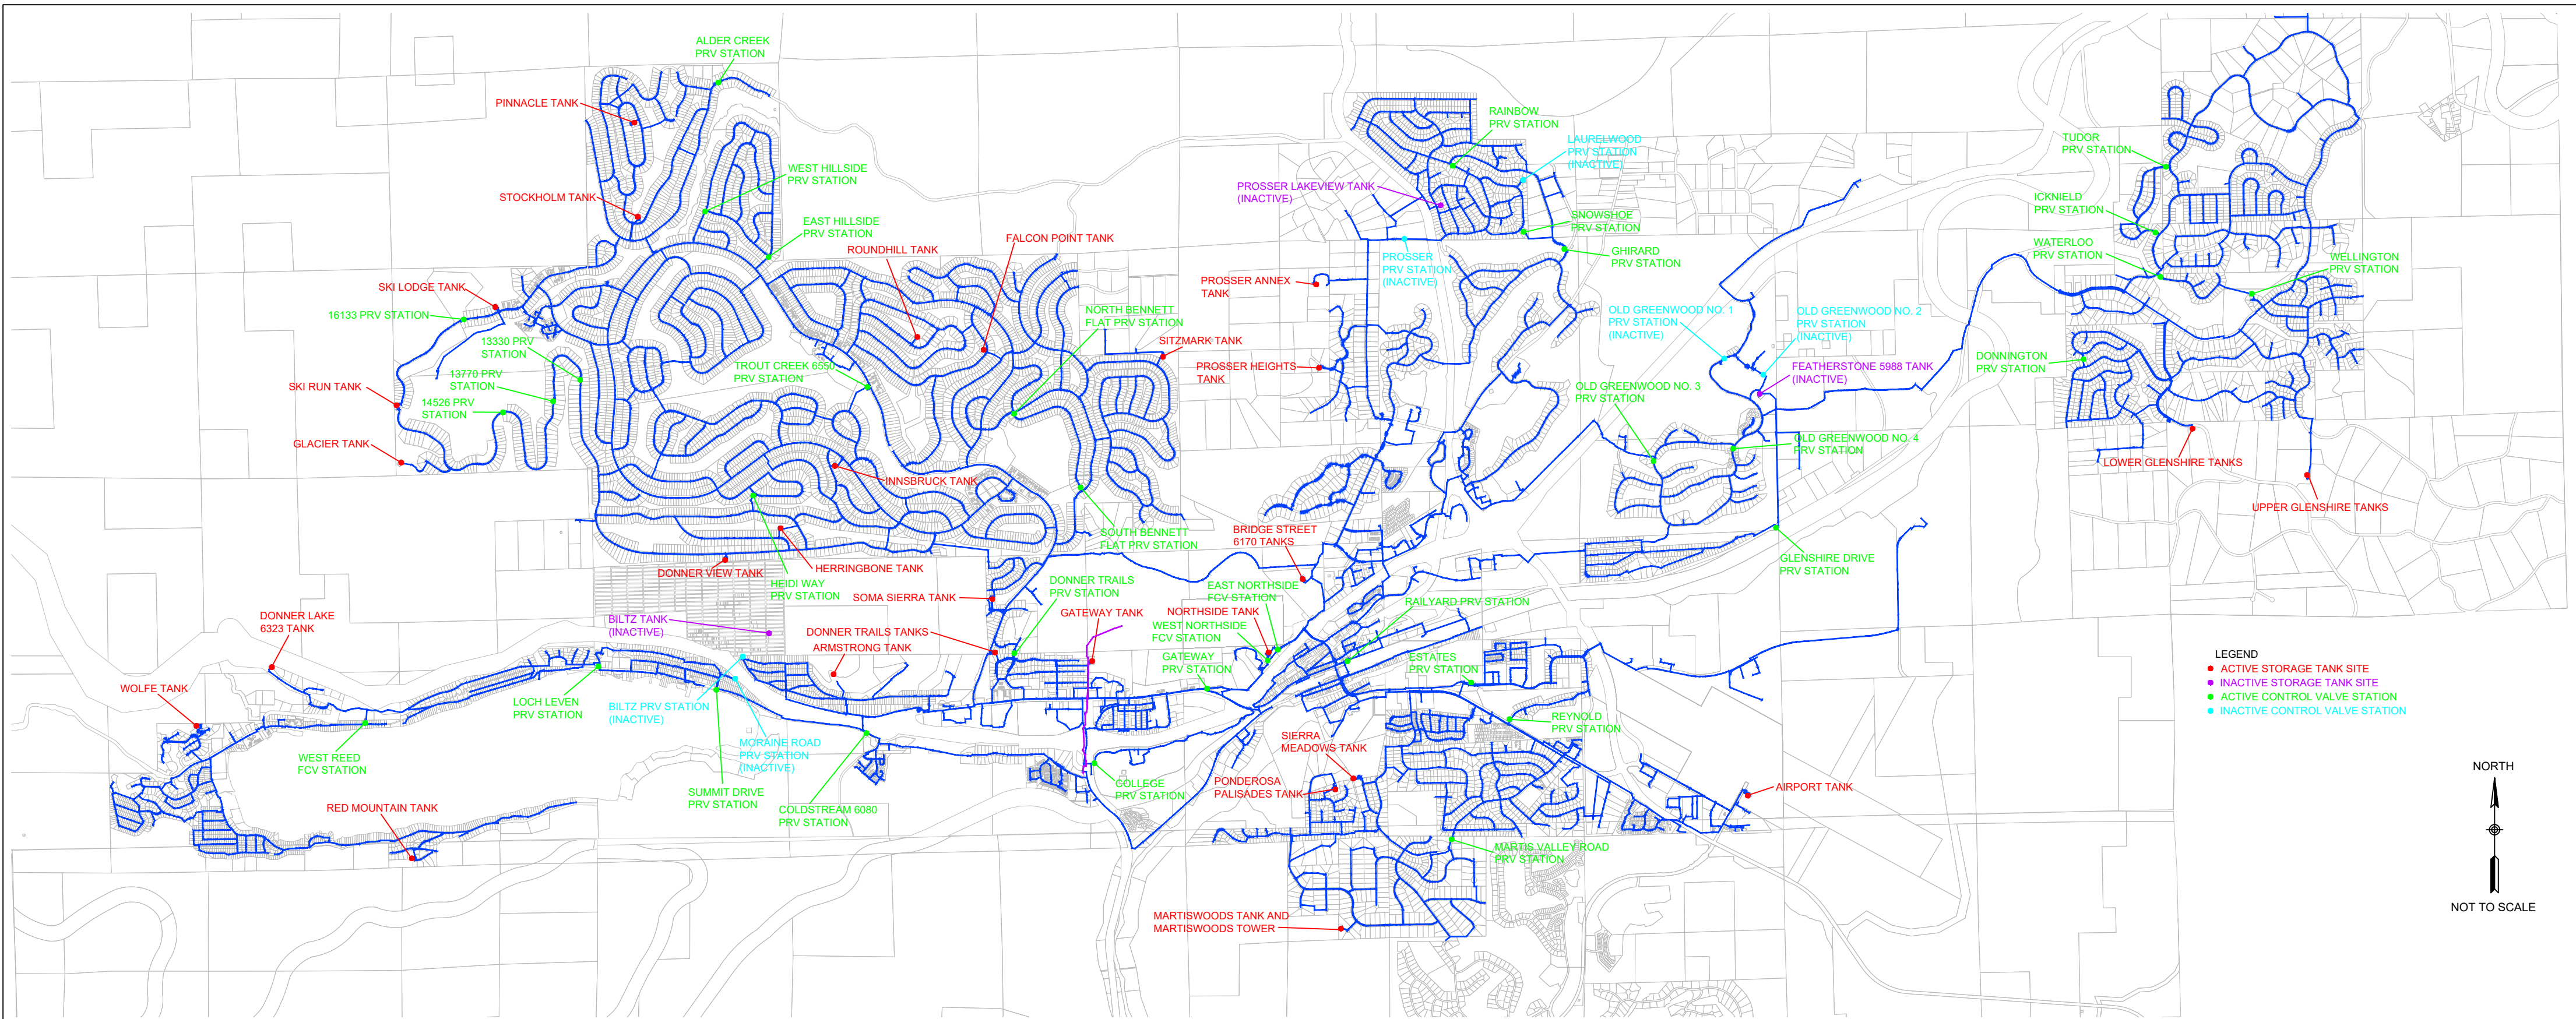 ALDER CREEK
PRV STATION
PINNACLE TANK
WEST HILLSIDE
PRV STATION
STOCKHOLM TANK
EAST HILLSIDE
PRV STATION
ROUNDHILL TANK
FALCON POINT TANK
SKI LODGE TANK
16133 PRV STATION
13330 PRV
STATION
13770 PRV
STATION
14526 PRV
STATION
SKI RUN TANK
GLACIER TANK
TROUT CREEK 6550
PRV STATION
NORTH BENNETT
FLAT PRV STATION
SITZMARK TANK
INNSBRUCK TANK
SOUTH BENNETT
FLAT PRV STATION
DONNER VIEW TANK
HERRINGBONE TANK
HEIDI WAY
PRV STATION
RAINBOW
PRV STATION
LAURELWOOD
PRV STATION
(INACTIVE)
PROSSER LAKEVIEW TANK
(INACTIVE)
SNOWSHOE
PRV STATION
GHIRARD
PRV STATION
PROSSER
PRV STATION
(INACTIVE)
PROSSER ANNEX
TANK
PROSSER HEIGHTS
TANK
OLD GREENWOOD NO. 1
PRV STATION
(INACTIVE)
OLD GREENWOOD NO. 2
PRV STATION
(INACTIVE)
FEATHERSTONE 5988 TANK
(INACTIVE)
OLD GREENWOOD NO. 3
PRV STATION
OLD GREENWOOD NO. 4
PRV STATION
TUDOR
PRV STATION
ICKNIELD
PRV STATION
WATERLOO
PRV STATION
WELLINGTON
PRV STATION
DONNINGTON
PRV STATION
LOWER GLENSHIRE TANKS
UPPER GLENSHIRE TANKS
GLENSHIRE DRIVE
PRV STATION
BRIDGE STREET
6170 TANKS
SOMA SIERRA TANK
DONNER TRAILS
PRV STATION
EAST NORTHSIDE
FCV STATION
NORTHSIDE TANK
WEST NORTHSIDE
FCV STATION
RAILYARD PRV STATION
GATEWAY TANK
GATEWAY
PRV STATION
ESTATES
PRV STATION
DONNER LAKE
6323 TANK
BILTZ TANK
(INACTIVE)
DONNER TRAILS TANKS
ARMSTRONG TANK
WOLFE TANK
LOCH LEVEN
PRV STATION
BILTZ PRV STATION
(INACTIVE)
WEST REED
FCV STATION
MORAINE ROAD
PRV STATION
(INACTIVE)
RED MOUNTAIN TANK
SUMMIT DRIVE
PRV STATION
COLDSTREAM 6080
PRV STATION
COLLEGE
PRV STATION
REYNOLD
PRV STATION
SIERRA
MEADOWS TANK
PONDEROSA
PALISADES TANK
AIRPORT TANK
MARTIS VALLEY ROAD
PRV STATION
MARTISWOODS TANK AND
MARTISWOODS TOWER
LEGEND
ACTIVE STORAGE TANK SITE
INACTIVE STORAGE TANK SITE
ACTIVE CONTROL VALVE STATION
INACTIVE CONTROL VALVE STATION
NORTH
NOT TO SCALE